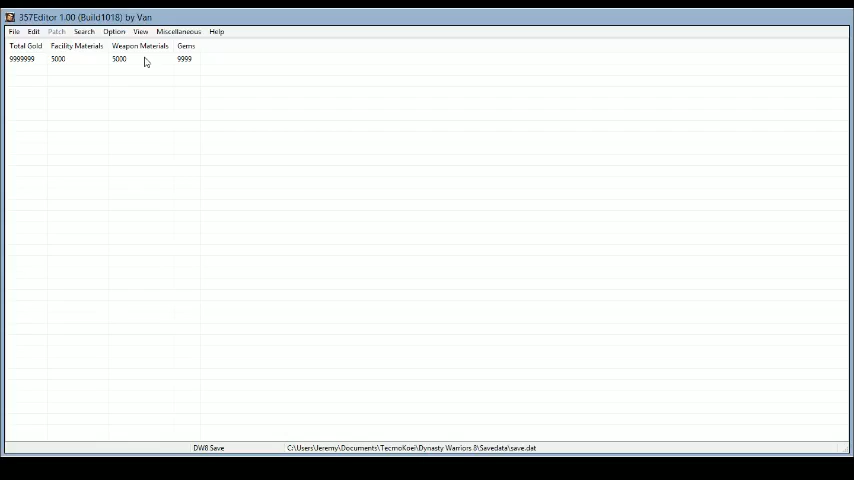 357Editor 1.00 (Build1018) by Van
File Edit Patch Search Option View Miscellaneous Help
Total Gold Facility Materials Weapon Materials Gems
9999999 5000 5000 9999
DW8 Save C:\Users\Jeremy\Documents\TecmoKoei\Dynasty Warriors 8\Savedata\save.dat